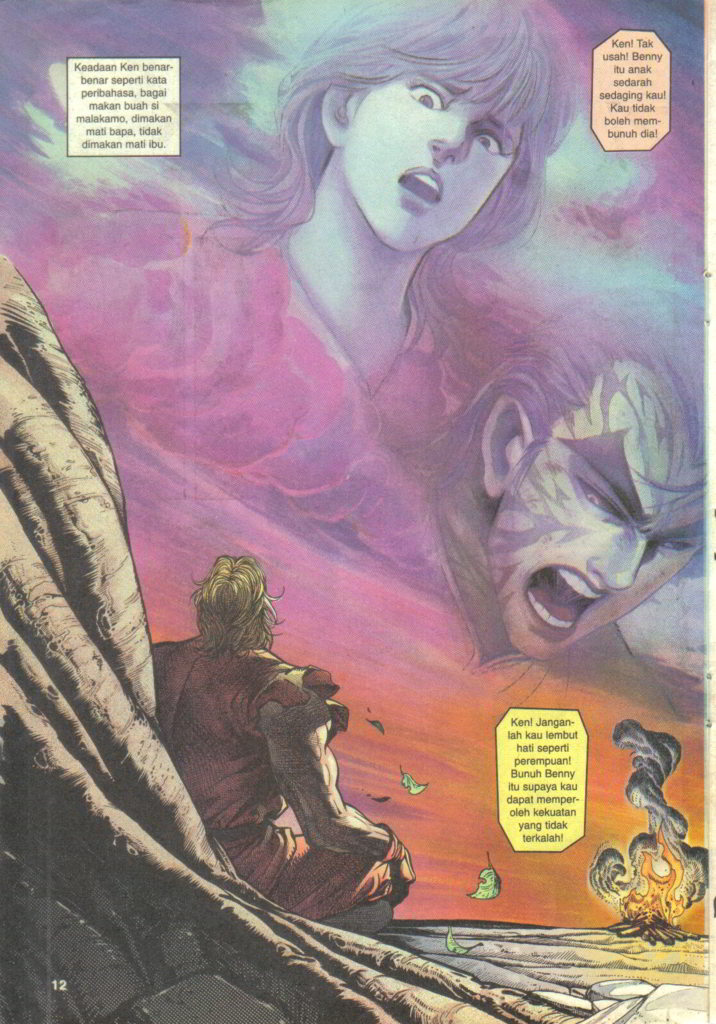 Keadaan Ken benar-
benar seperti kata
peribahasa, bagai
makan buah si
malakamo, dimakan
mati bapa, tidak
dimakan mati ibu.
Ken! Tak
usah! Benny
itu anak
sedarah
sedaging kau!
Kau tidak
boleh mem-
bunuh dia!
Ken! Jangan-
lah kau lembut
hati seperti
perempuan!
Bunuh Benny
itu supaya kau
dapat memper-
oleh kekuatan
yang tidak
terkalah!
12